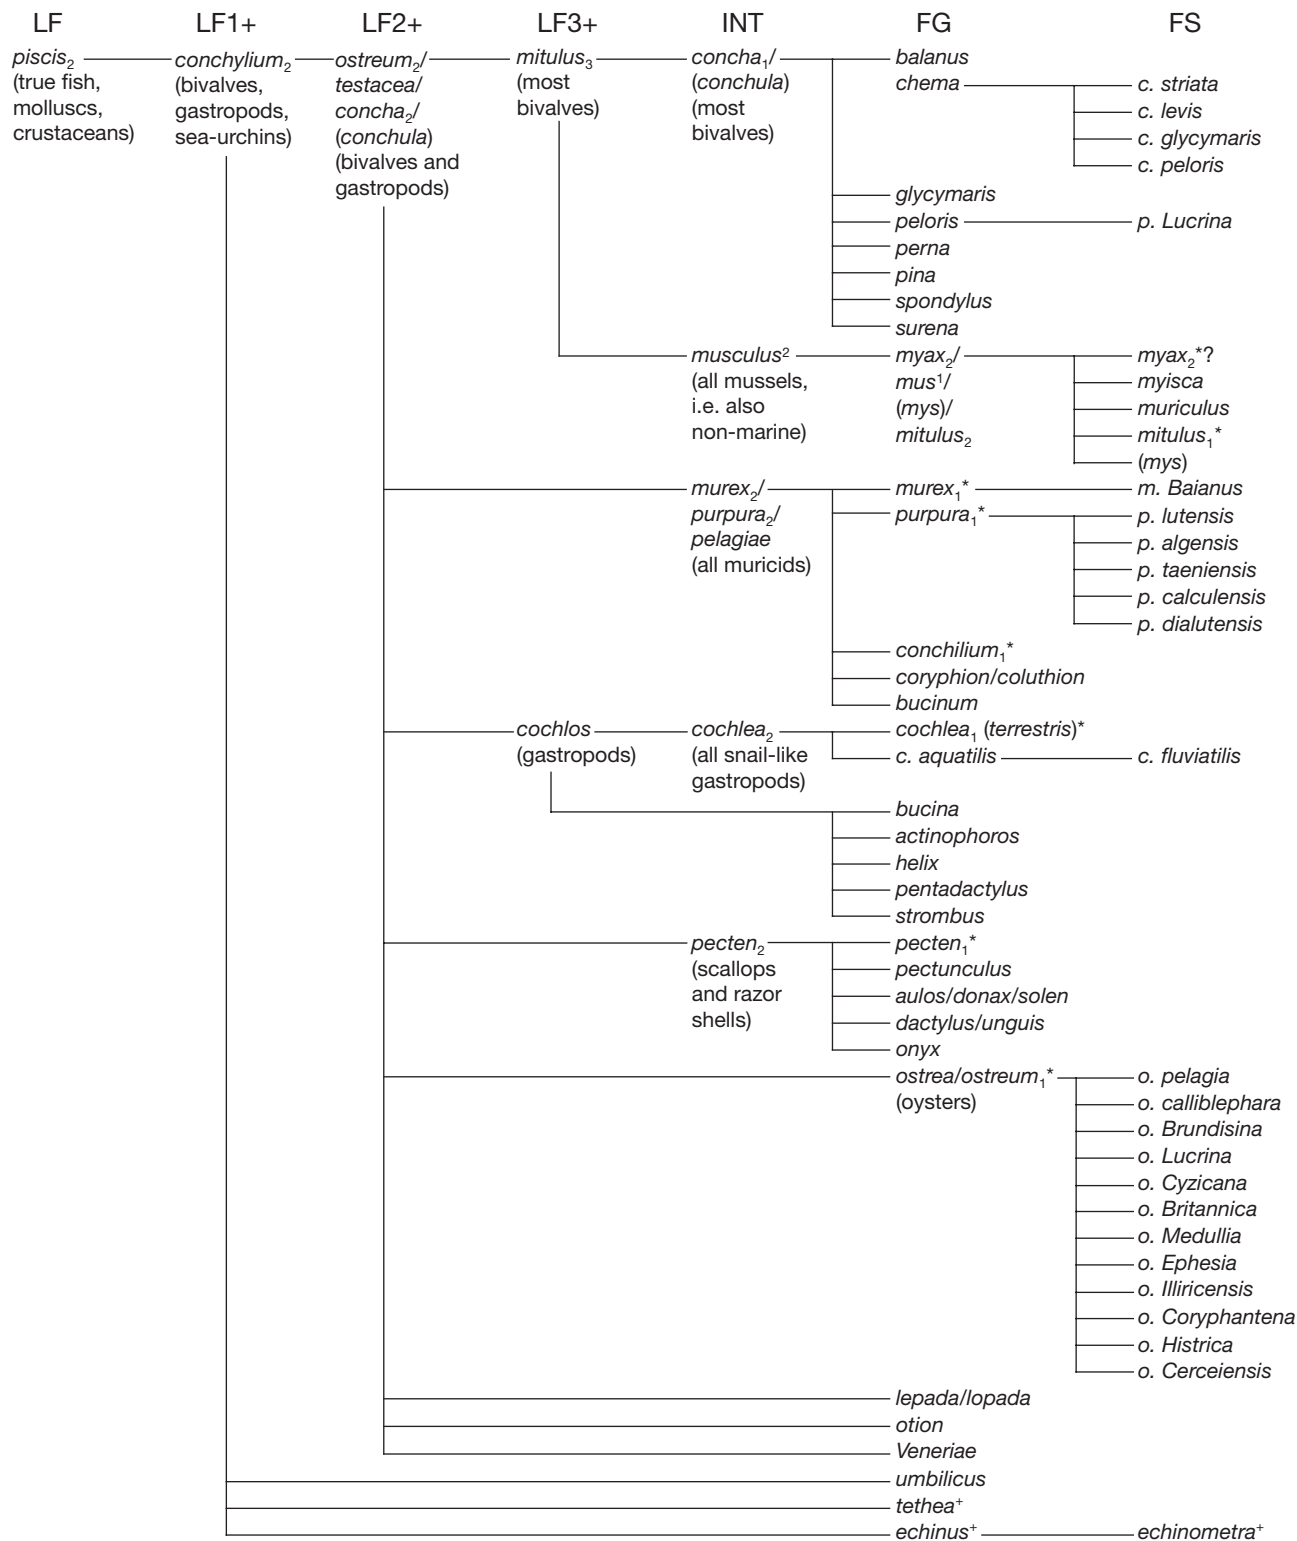 LF LF1+ LF2+ LF3+ INT FG FS
piscis₂ conchylium₂ ostreum₂/ mitulus₃ concha₁/ balanus
(true fish, (bivalves, testacea/ (most (conchula) chema c. striata
molluscs, gastropods, concha₂/ bivalves) (most c. levis
crustaceans) sea-urchins) (conchula) bivalves) c. glycymaris
(bivalves and c. peloris
gastropods) glycymaris
peloris p. Lucrina
perna
pina
spondylus
surena
musculus² myax₂/ myax₂*?
(all mussels, mus¹/ myisca
i.e. also (mys)/ muriculus
non-marine) mitulus₂ mitulus₁*
(mys)
murex₂/ murex₁* m. Baianus
purpura₂/ purpura₁* p. lutensis
pelagiae p. algensis
(all muricids) p. taeniensis
p. calculensis
p. dialutensis
conchilium₁*
coryphion/coluthion
bucinum
cochlos cochlea₂ cochlea₁ (terrestris)*
(gastropods) (all snail-like c. aquatilis c. fluviatilis
gastropods)
bucina
actinophoros
helix
pentadactylus
strombus
pecten₂ pecten₁*
(scallops pectunculus
and razor aulos/donax/solen
shells) dactylus/unguis
onyx
ostrea/ostreum₁* o. pelagia
(oysters) o. calliblephara
o. Brundisina
o. Lucrina
o. Cyzicana
o. Britannica
o. Medullia
o. Ephesia
o. Illiricensis
o. Coryphantena
o. Histrica
o. Cerceiensis
lepada/lopada
otion
Veneriae
umbilicus
tethea⁺
echinus⁺ echinometra⁺